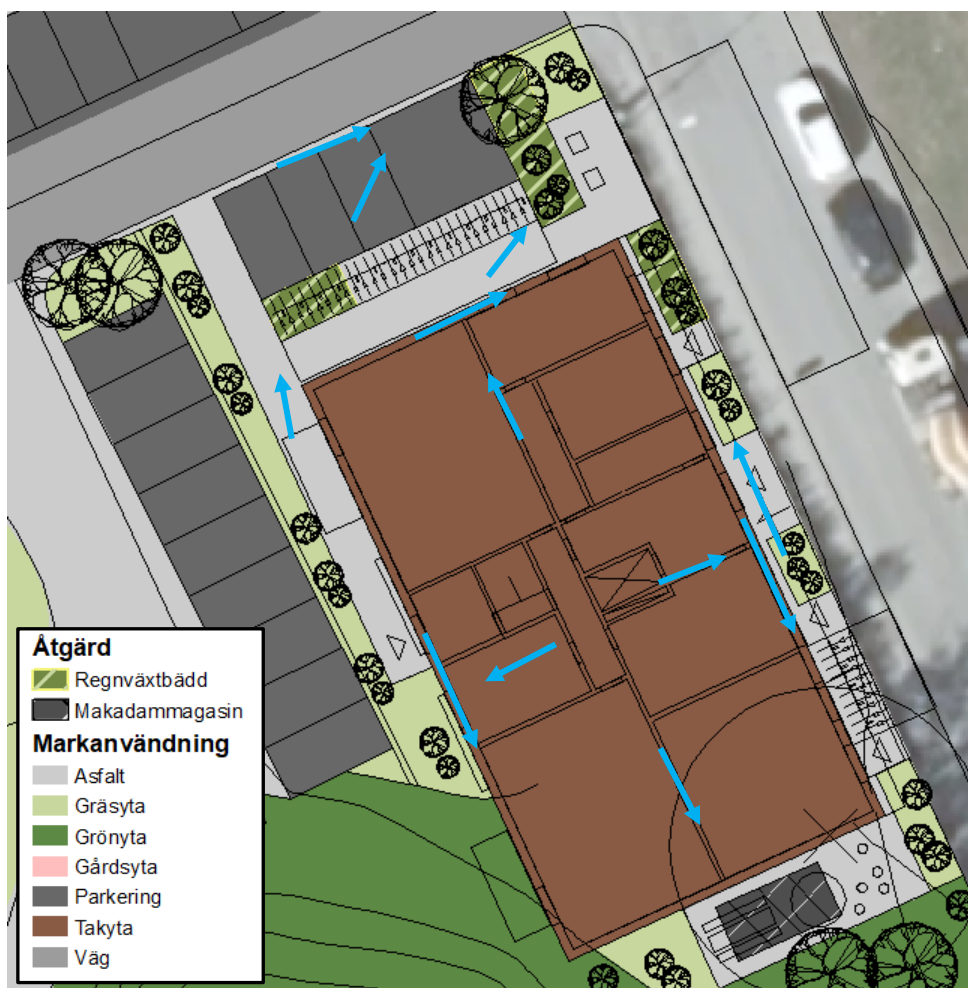 Åtgärd
Regnväxtbädd
Makadammagasin
Markanvändning
Asfalt
Gräsyta
Grönyta
Gårdsyta
Parkering
Takyta
Väg